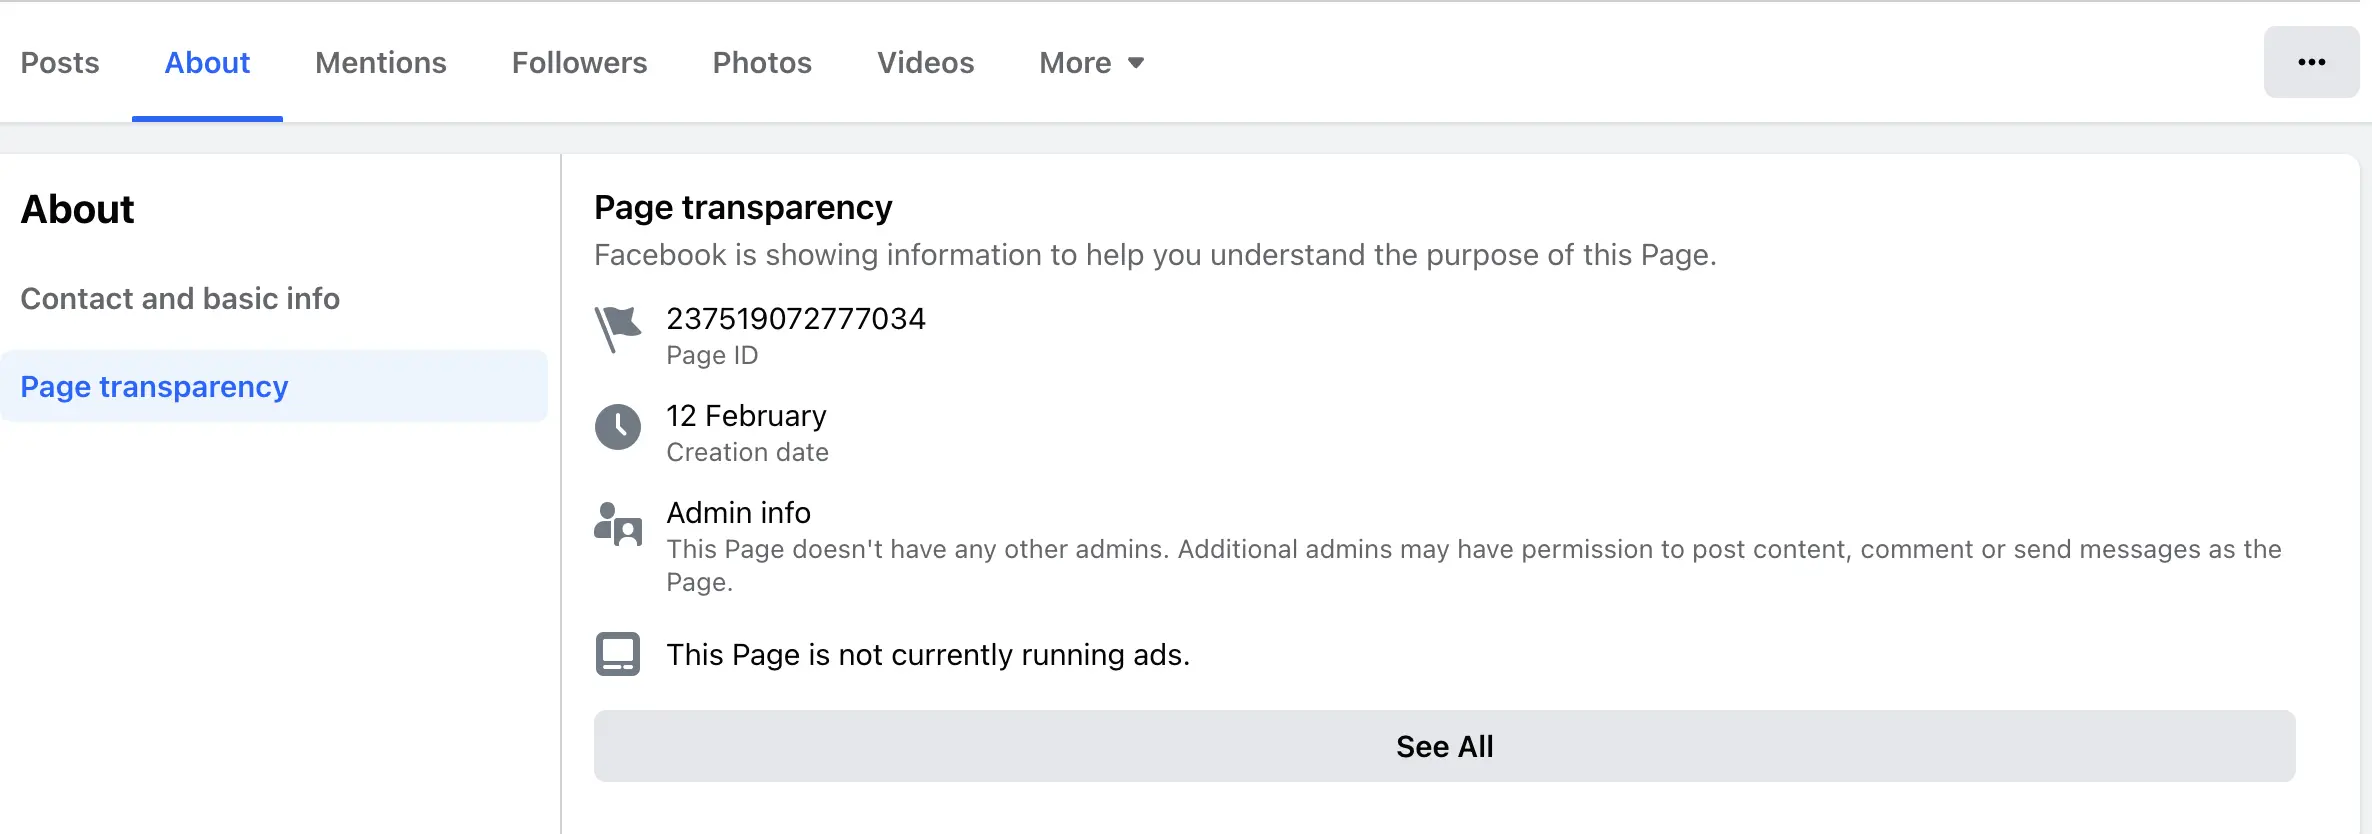 Posts About Mentions Followers Photos Videos More
About
Contact and basic info
Page transparency
Page transparency
Facebook is showing information to help you understand the purpose of this Page.
237519072777034
Page ID
12 February
Creation date
Admin info
This Page doesn't have any other admins. Additional admins may have permission to post content, comment or send messages as the
Page.
This Page is not currently running ads.
See All